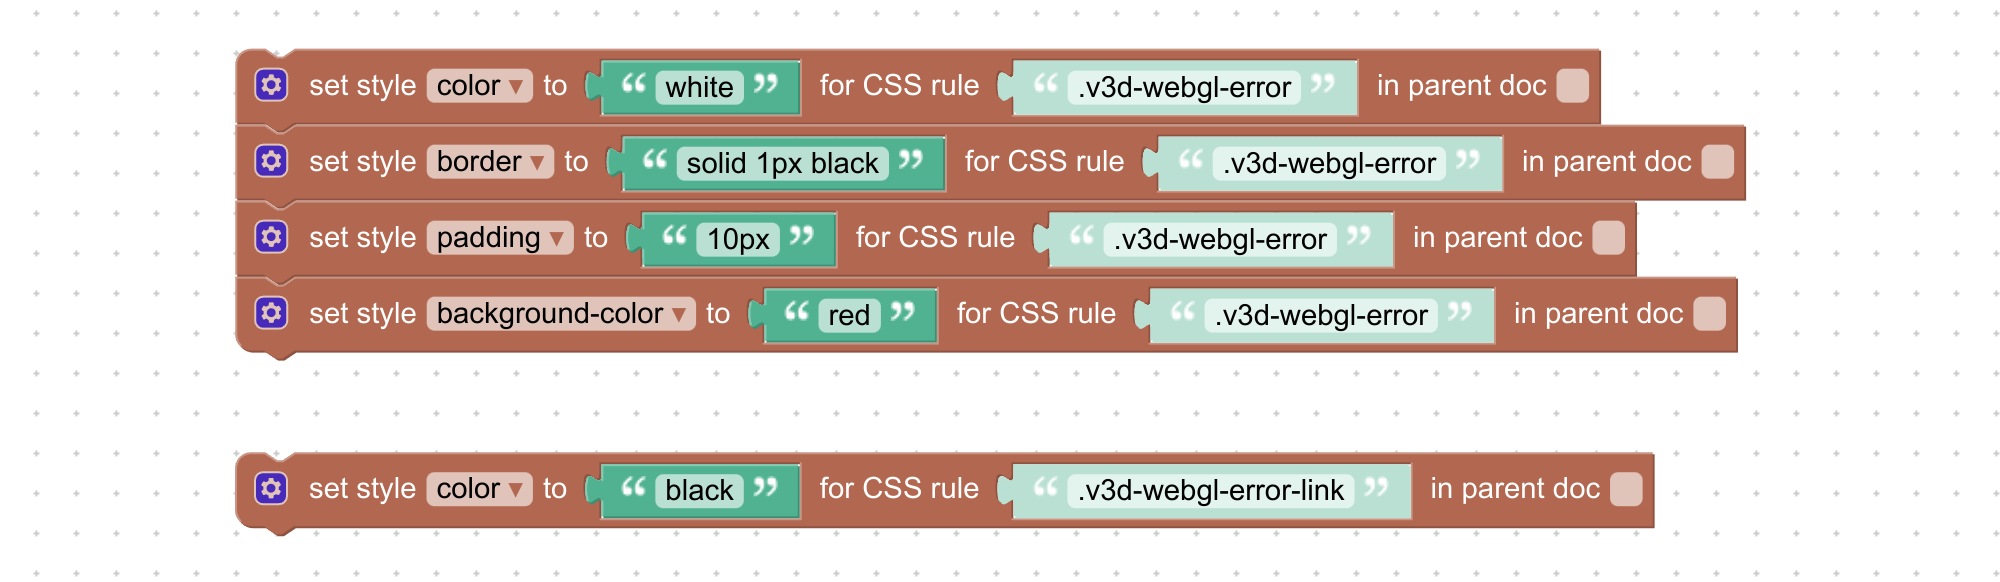 set style color ▾ to “ white ” for CSS rule “ .v3d-webgl-error ” in parent doc
set style border ▾ to “ solid 1px black ” for CSS rule “ .v3d-webgl-error ” in parent doc
set style padding ▾ to “ 10px ” for CSS rule “ .v3d-webgl-error ” in parent doc
set style background-color ▾ to “ red ” for CSS rule “ .v3d-webgl-error ” in parent doc
set style color ▾ to “ black ” for CSS rule “ .v3d-webgl-error-link ” in parent doc